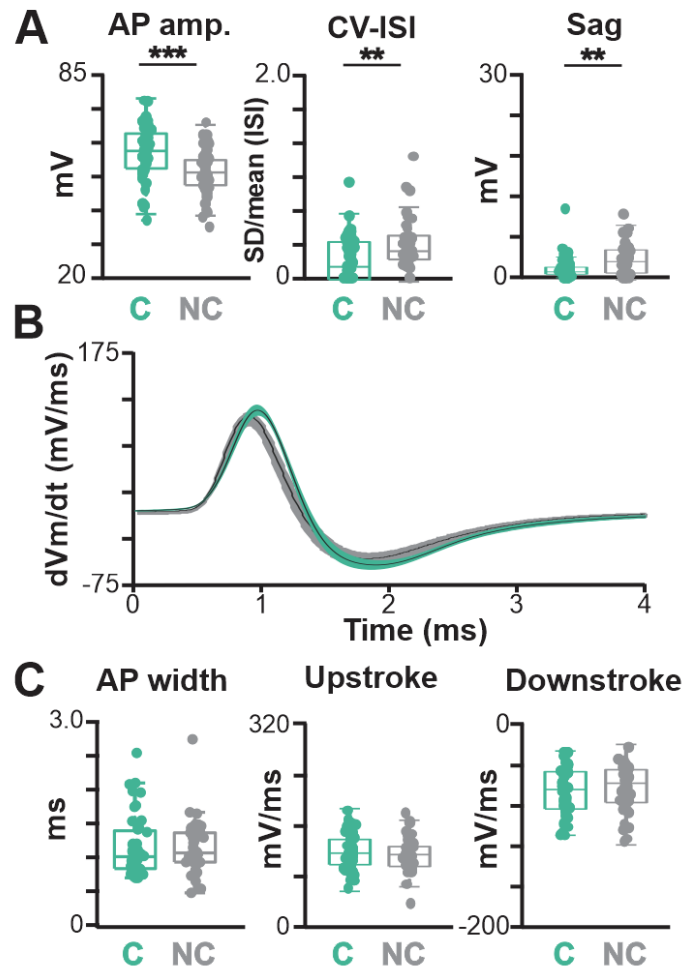 A
AP amp. CV-ISI Sag
*** ** **
85 2.0 30
mV SD/mean (ISI) mV
20 0 0
C NC C NC C NC
B
175
dVm/dt (mV/ms)
-75
0 1 2 3 4
Time (ms)
C
AP width Upstroke Downstroke
3.0 320 0
ms mV/ms mV/ms
0 0 -200
C NC C NC C NC